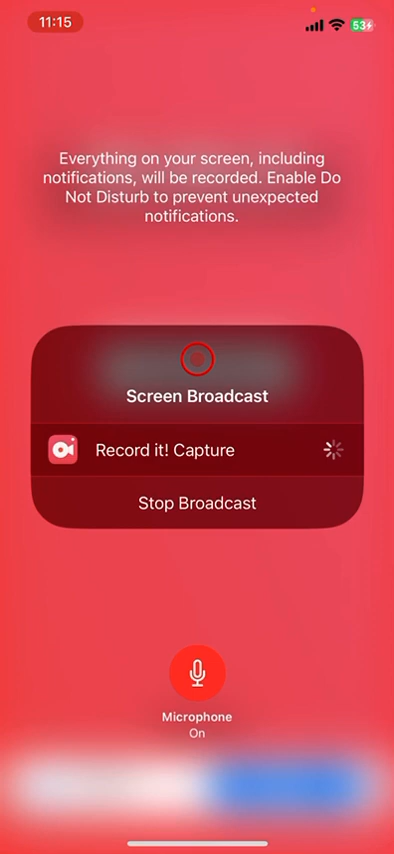 11:15
53
Everything on your screen, including
notifications, will be recorded. Enable Do
Not Disturb to prevent unexpected
notifications.
Screen Broadcast
Record it! Capture
Stop Broadcast
Microphone
On